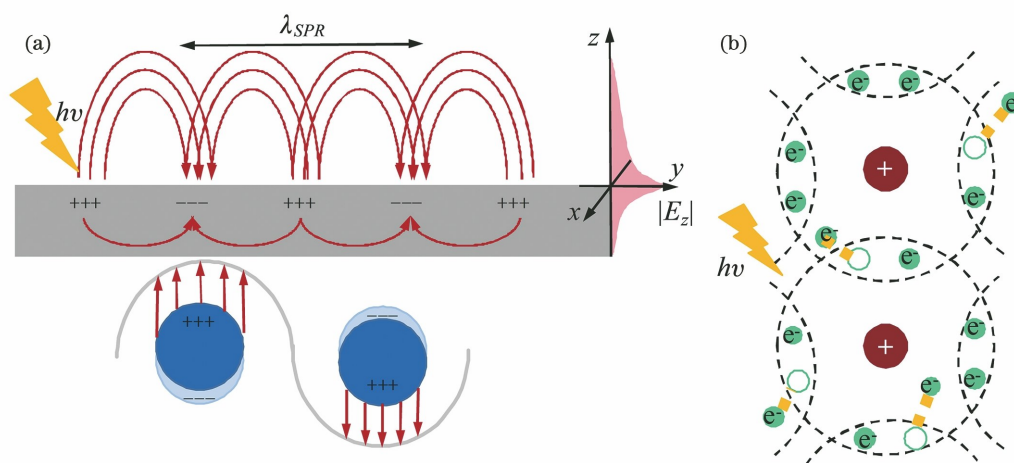 (a)
λSPR
hν
z
+++
−−−
+++
−−−
+++
y
x
|Ez|
+++
−−−
−−−
+++
(b)
e-
e-
e-
e-
e-
+
e-
e-
e-
e-
hν
e-
+
e-
e-
e-
e-
e-